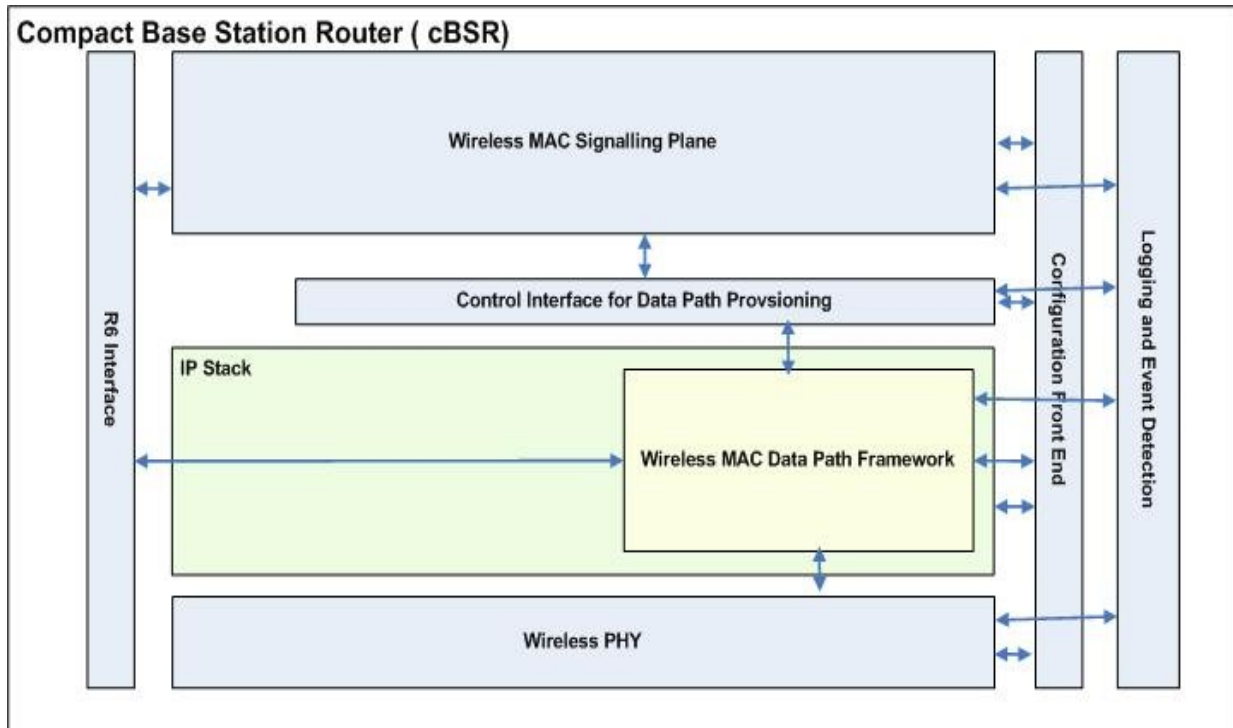 Compact Base Station Router ( cBSR)
Wireless MAC Signalling Plane
Control Interface for Data Path Provsioning
IP Stack
Wireless MAC Data Path Framework
Wireless PHY
R6 Interface
Configuration Front End
Logging and Event Detection